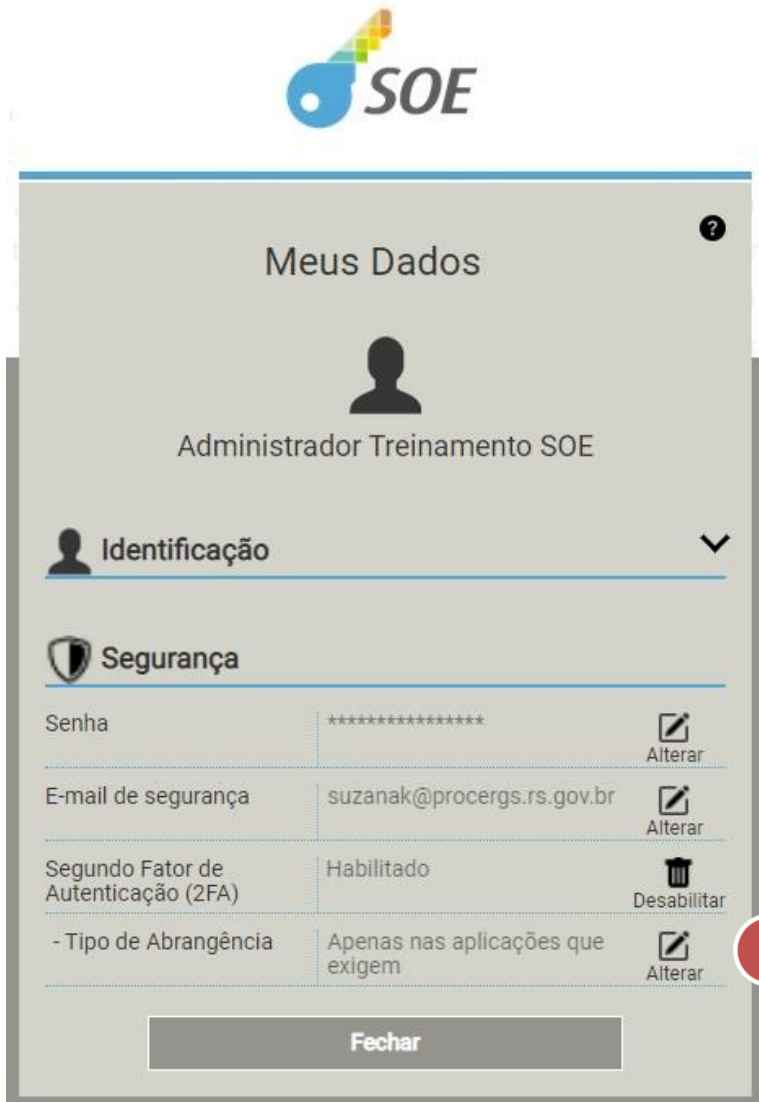 SOE
?
Meus Dados
Administrador Treinamento SOE
Identificação
Segurança
Senha
****************
Alterar
E-mail de segurança
suzanak@procergs.rs.gov.br
Alterar
Segundo Fator de
Autenticação (2FA)
Habilitado
Desabilitar
- Tipo de Abrangência
Apenas nas aplicações que
exigem
Alterar
Fechar